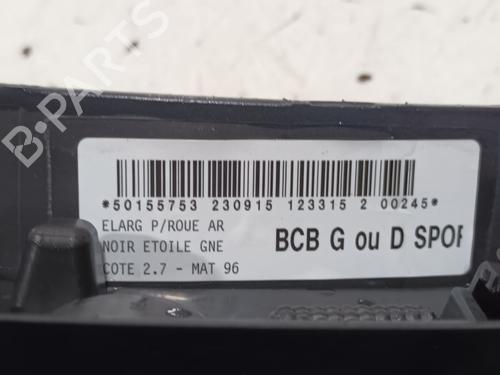 B-PARTS
*50155753 230915 123315 2 00245*
ELARG P/ROUE AR
NOIR ETOILE GNE
COTE 2.7 - MAT 96
BCB G ou D SPOR